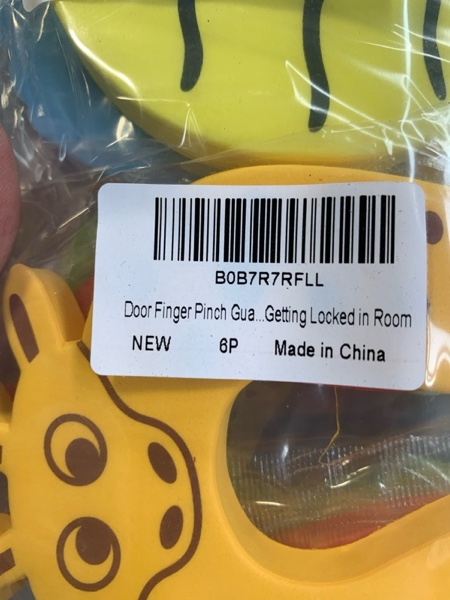 B0B7R7RFLL
Door Finger Pinch Gua...Getting Locked in Room
NEW 6P Made in China